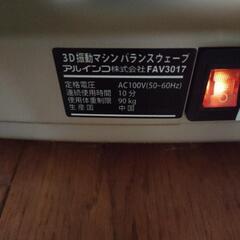 3D振動マシンバランスウェーブ
アルインコ株式会社 FAV3017
定格電圧 AC100V(50~60Hz)
連続使用時間 10分
使用体重制限 90kg
生産国 中国